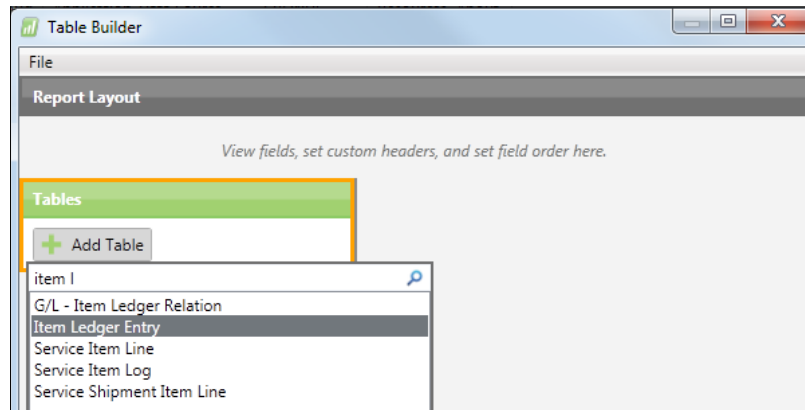 Table Builder
File
Report Layout
View fields, set custom headers, and set field order here.
Tables
Add Table
item l
G/L - Item Ledger Relation
Item Ledger Entry
Service Item Line
Service Item Log
Service Shipment Item Line